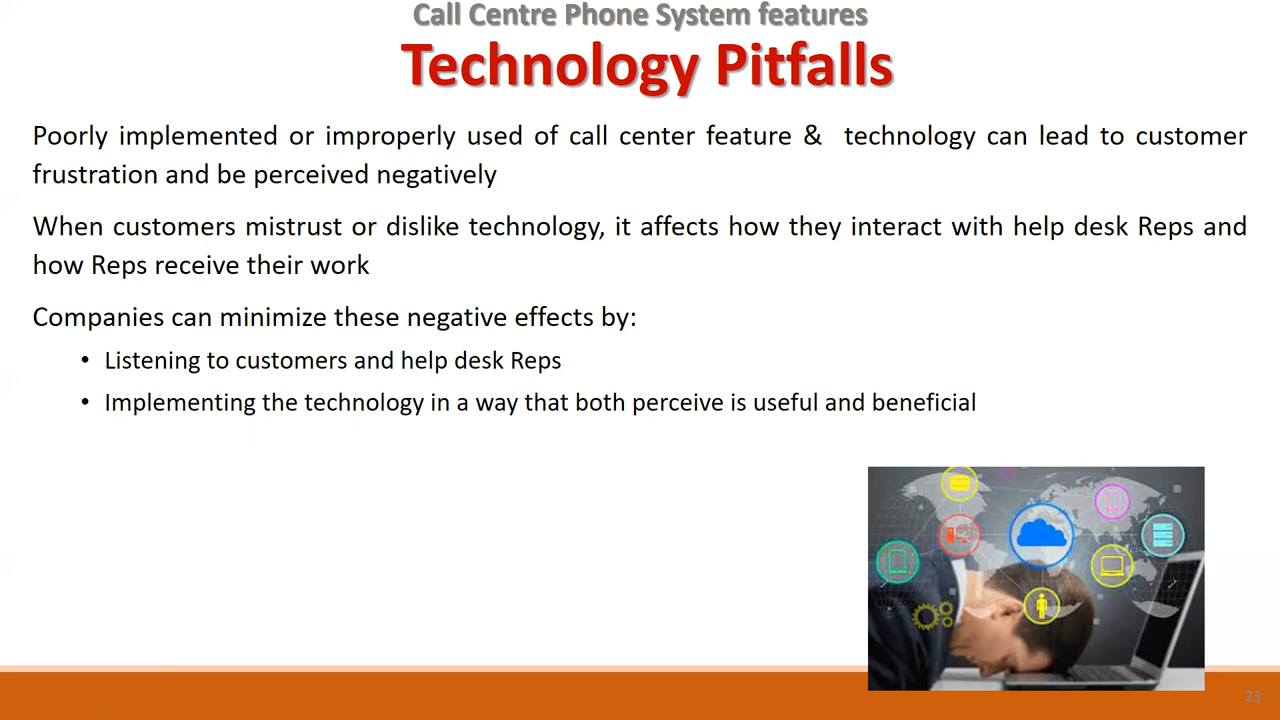 Call Centre Phone System features
Technology Pitfalls
Poorly implemented or improperly used of call center feature &  technology can lead to customer
frustration and be perceived negatively
When customers mistrust or dislike technology, it affects how they interact with help desk Reps and
how Reps receive their work
Companies can minimize these negative effects by:
• Listening to customers and help desk Reps
• Implementing the technology in a way that both perceive is useful and beneficial
23